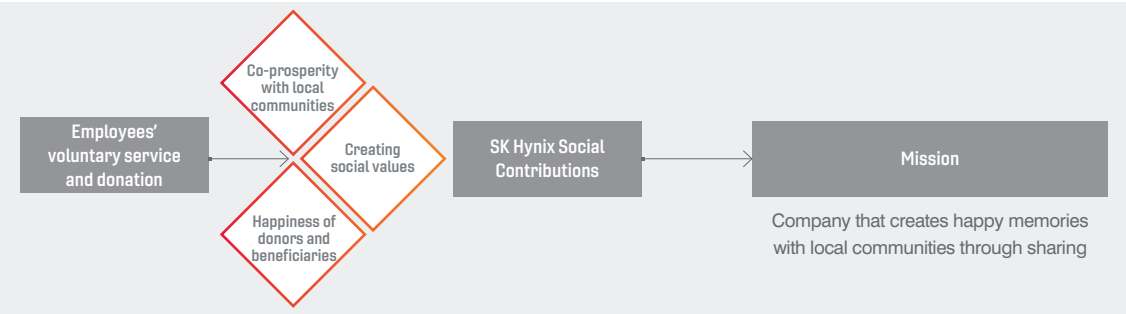 Employees’
voluntary service
and donation
Co-prosperity
with local
communities
Creating
social values
Happiness of
donors and
beneficiaries
SK Hynix Social
Contributions
Mission
Company that creates happy memories
with local communities through sharing